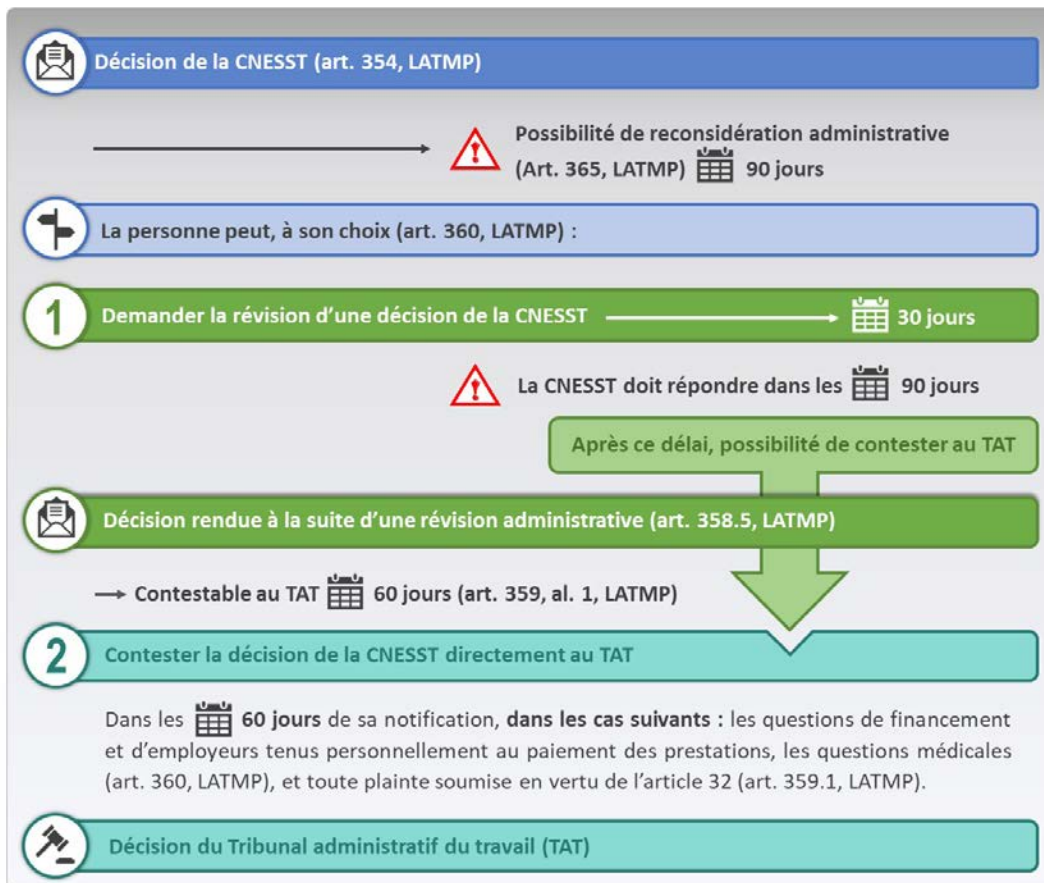 Décision de la CNESST (art. 354, LATMP)
Possibilité de reconsidération administrative
(Art. 365, LATMP) 90 jours
La personne peut, à son choix (art. 360, LATMP) :
1 Demander la révision d’une décision de la CNESST 30 jours
La CNESST doit répondre dans les 90 jours
Après ce délai, possibilité de contester au TAT
Décision rendue à la suite d’une révision administrative (art. 358.5, LATMP)
Contestable au TAT 60 jours (art. 359, al. 1, LATMP)
2 Contester la décision de la CNESST directement au TAT
Dans les 60 jours de sa notification, dans les cas suivants : les questions de financement
et d’employeurs tenus personnellement au paiement des prestations, les questions médicales
(art. 360, LATMP), et toute plainte soumise en vertu de l’article 32 (art. 359.1, LATMP).
Décision du Tribunal administratif du travail (TAT)